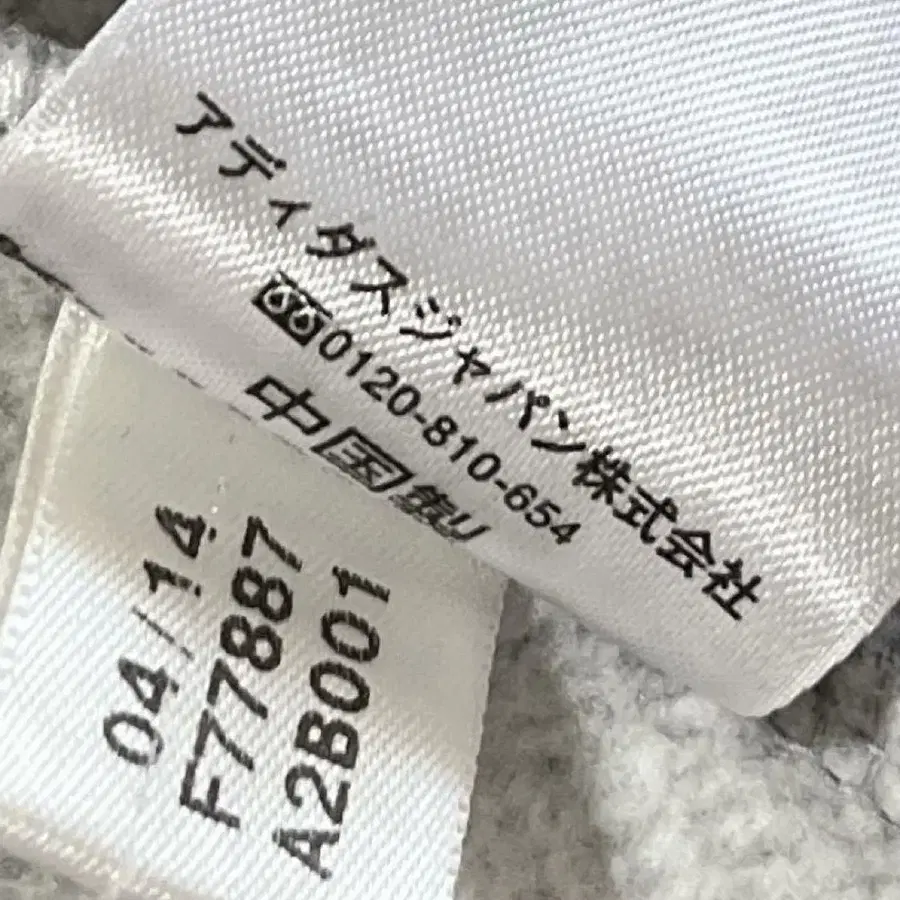 アディダスジャパン株式会社
0120-810-654
中国製
04/14
F77887
A2B001